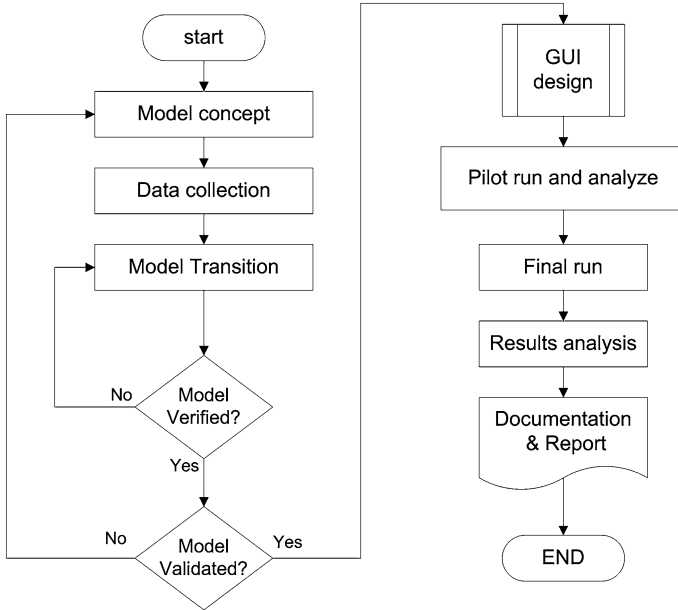 start
Model concept
Data collection
Model Transition
No
Model
Verified?
Yes
No
Model
Validated?
Yes
GUI
design
Pilot run and analyze
Final run
Results analysis
Documentation
& Report
END